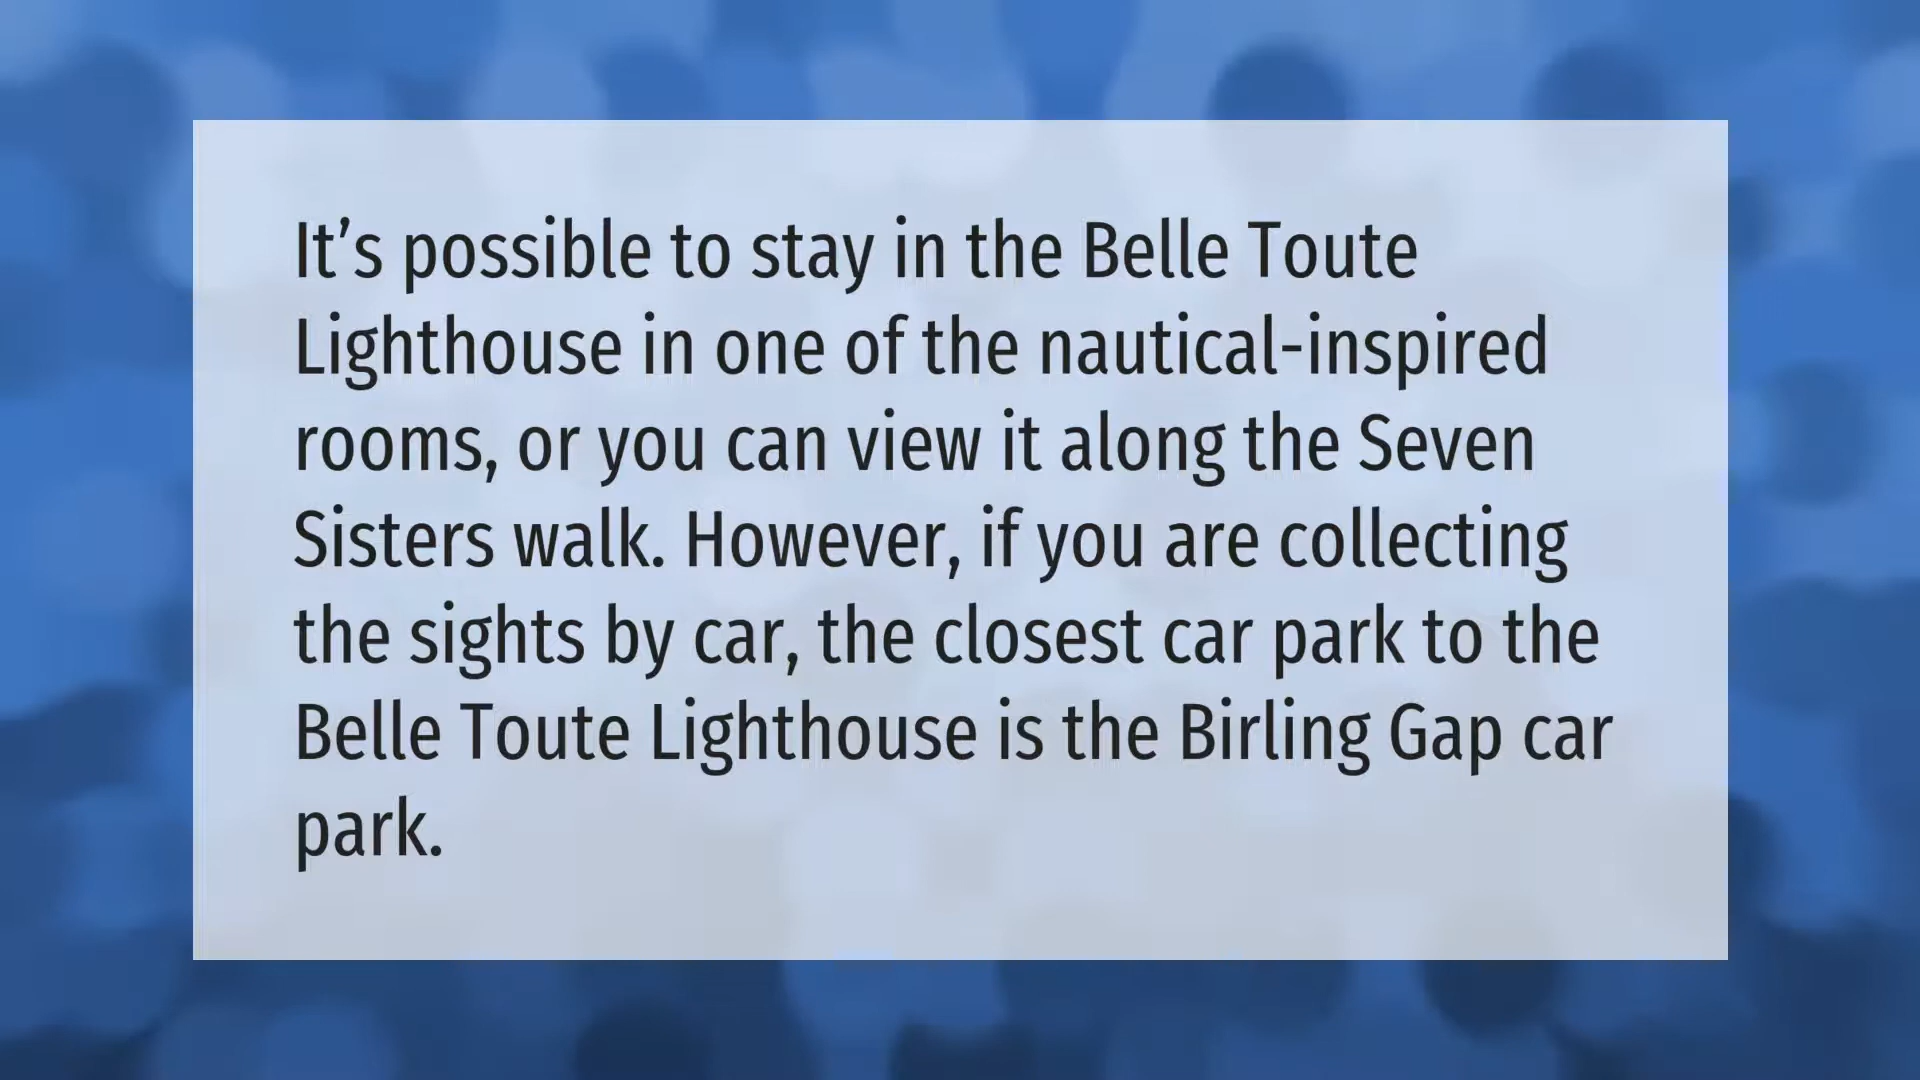 It’s possible to stay in the Belle Toute
Lighthouse in one of the nautical-inspired
rooms, or you can view it along the Seven
Sisters walk. However, if you are collecting
the sights by car, the closest car park to the
Belle Toute Lighthouse is the Birling Gap car
park.